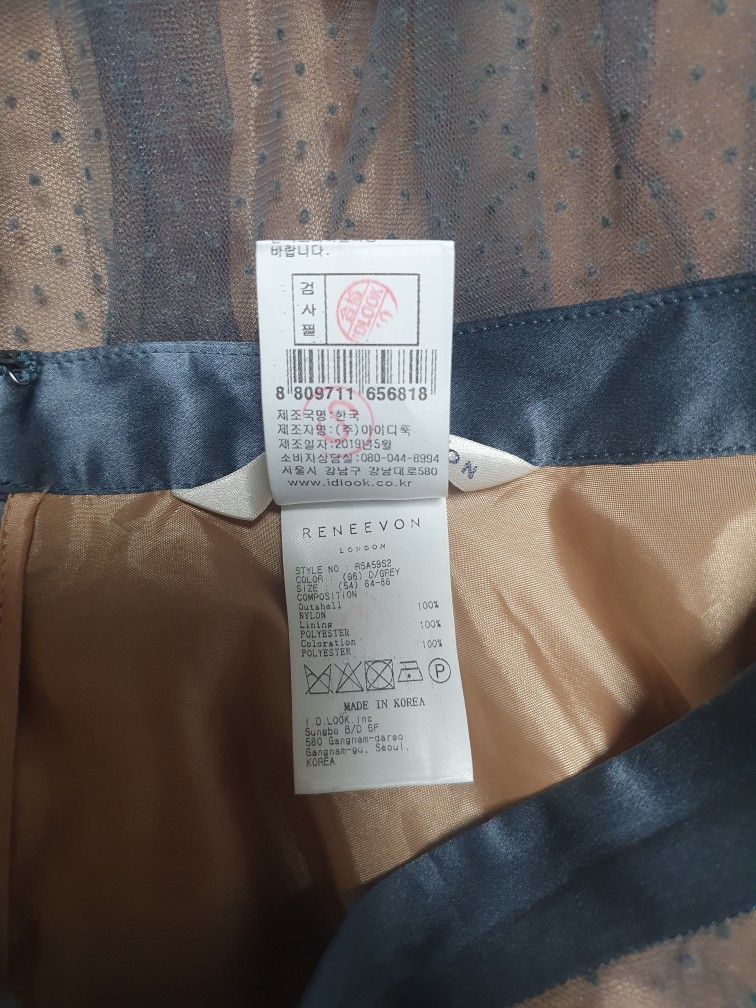 바랍니다.
검
사
필
IDLOOK
8 809711 656818
제조국명:한국
제조자명:(주)아이디룩
제조일자:2019년5월
소비자상담실:080-044-8994
서울시 강남구 강남대로580
www.idlook.co.kr
ON
RENEEVON
LONDON
STYLE NO : RSA59S2
COLOR : (96) D/GREY
SIZE : (54) 64-86
COMPOSITION
Outshell 100%
NYLON
Lining 100%
POLYESTER
Coloration 100%
POLYESTER
P
MADE IN KOREA
I.D.LOOK.Inc
Sungbo B/D 6F
580 Gangnam-dareo
Gangnam-gu, Seoul,
KOREA